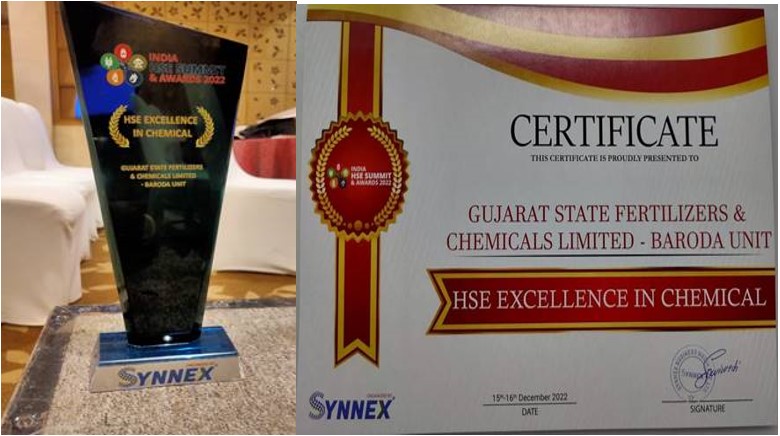 INDIA
HSE SUMMIT
& AWARDS 2022
HSE EXCELLENCE
IN CHEMICAL
GUJARAT STATE FERTILIZERS
& CHEMICALS LIMITED
- BARODA UNIT
SYNNEX
CERTIFICATE
THIS CERTIFICATE IS PROUDLY PRESENTED TO
INDIA
HSE SUMMIT
& AWARDS 2022
GUJARAT STATE FERTILIZERS &
CHEMICALS LIMITED - BARODA UNIT
HSE EXCELLENCE IN CHEMICAL
SYNNEX
15th-16th December 2022
DATE
SIGNATURE